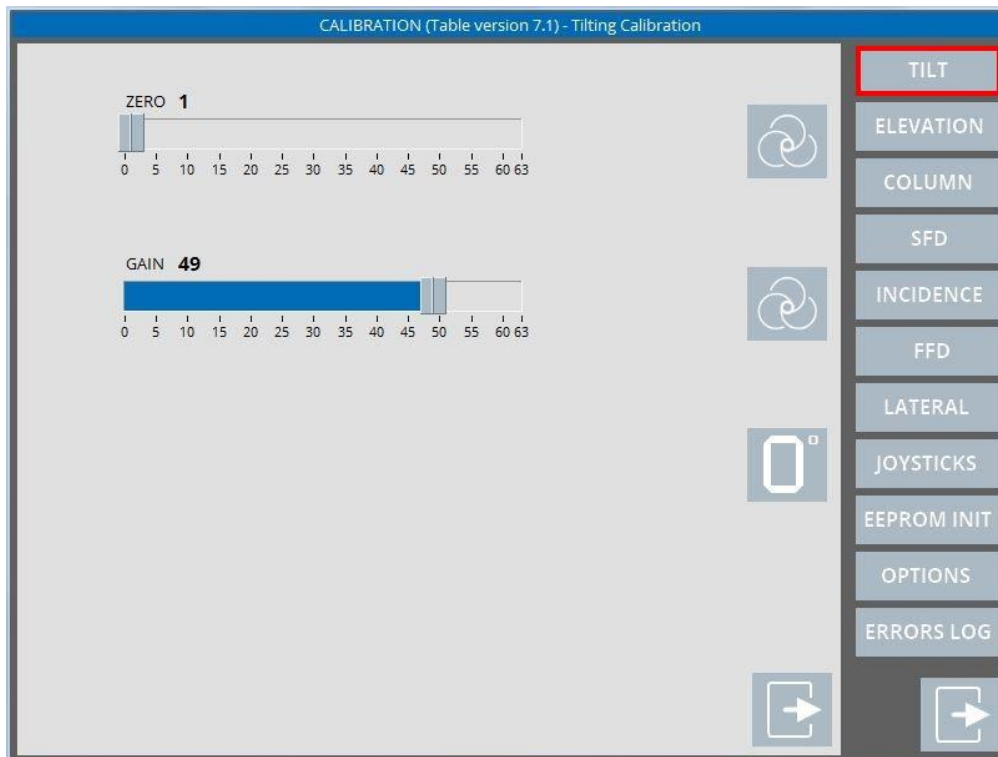 CALIBRATION (Table version 7.1) - Tilting Calibration
ZERO 1
0 5 10 15 20 25 30 35 40 45 50 55 60 63
GAIN 49
0 5 10 15 20 25 30 35 40 45 50 55 60 63
0°
TILT
ELEVATION
COLUMN
SFD
INCIDENCE
FFD
LATERAL
JOYSTICKS
EEPROM INIT
OPTIONS
ERRORS LOG